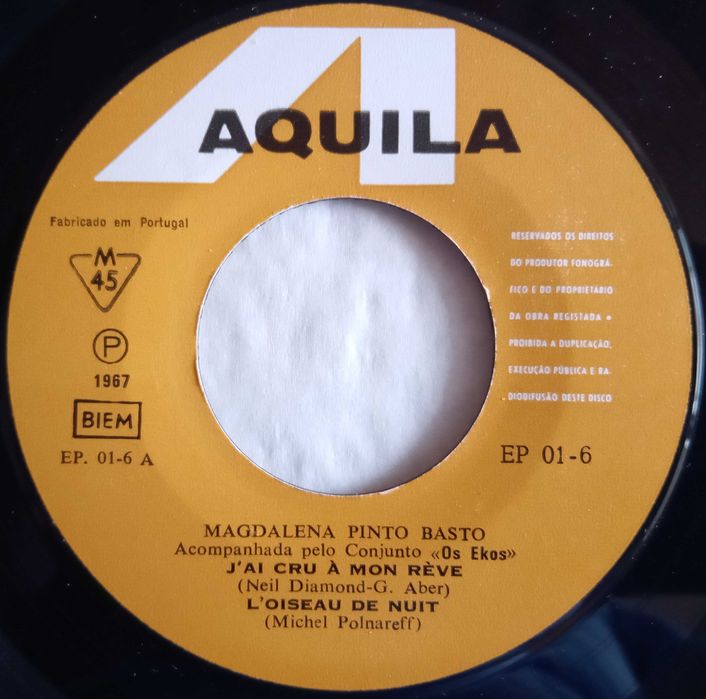 AQUILA
Fabricado em Portugal
M
45
P
1967
BIEM
EP. 01-6 A
RESERVADOS OS DIREITOS
DO PRODUTOR FONOGRÁ-
FICO E DO PROPRIETÁRIO
DA OBRA REGISTADA •
PROIBIDA A DUPLICAÇÃO,
EXECUÇÃO PÚBLICA E RA-
DIODIFUSÃO DESTE DISCO
EP 01-6
MAGDALENA PINTO BASTO
Acompanhada pelo Conjunto «Os Ekos»
J'AI CRU À MON RÈVE
(Neil Diamond-G. Aber)
L'OISEAU DE NUIT
(Michel Polnareff)